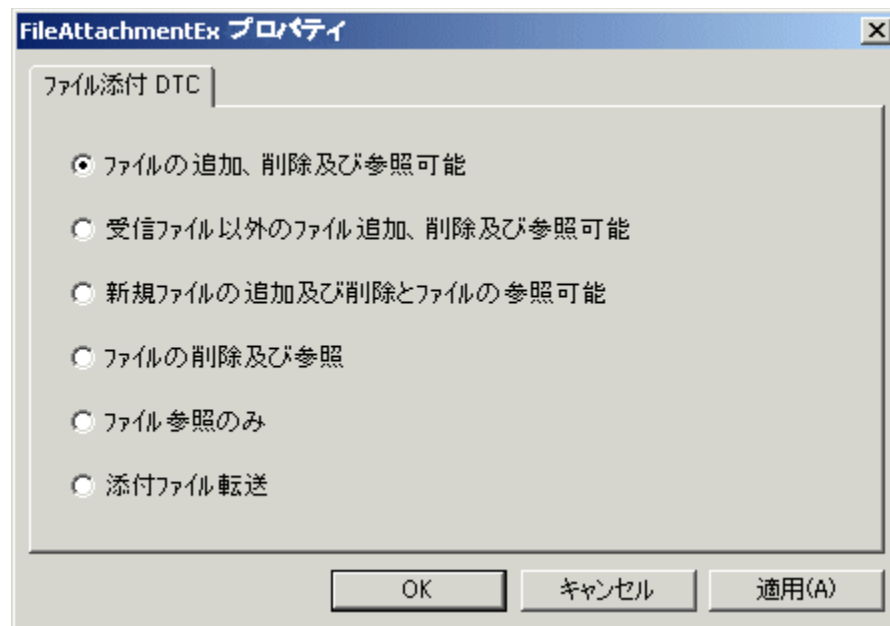 FileAttachmentEx プロパティ
ファイル添付 DTC
ファイルの追加、削除及び参照可能
受信ファイル以外のファイル追加、削除及び参照可能
新規ファイルの追加及び削除とファイルの参照可能
ファイルの削除及び参照
ファイル参照のみ
添付ファイル転送
OK キャンセル 適用(A)